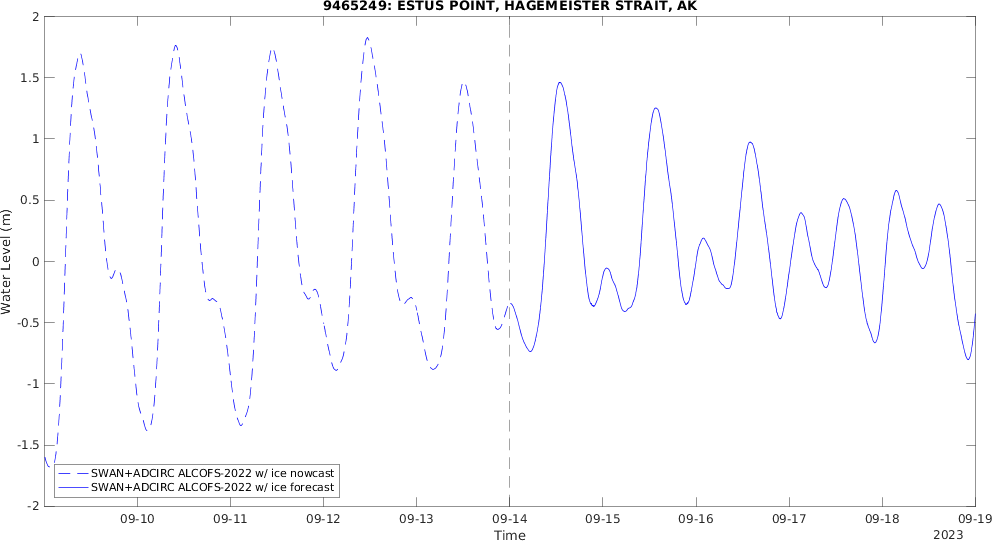 9465249: ESTUS POINT, HAGEMEISTER STRAIT, AK
2
1.5
1
0.5
0
-0.5
-1
-1.5
-2
Water Level (m)
SWAN+ADCIRC ALCOFS-2022 w/ ice nowcast
SWAN+ADCIRC ALCOFS-2022 w/ ice forecast
09-10 09-11 09-12 09-13 09-14 09-15 09-16 09-17 09-18 09-19
Time
2023